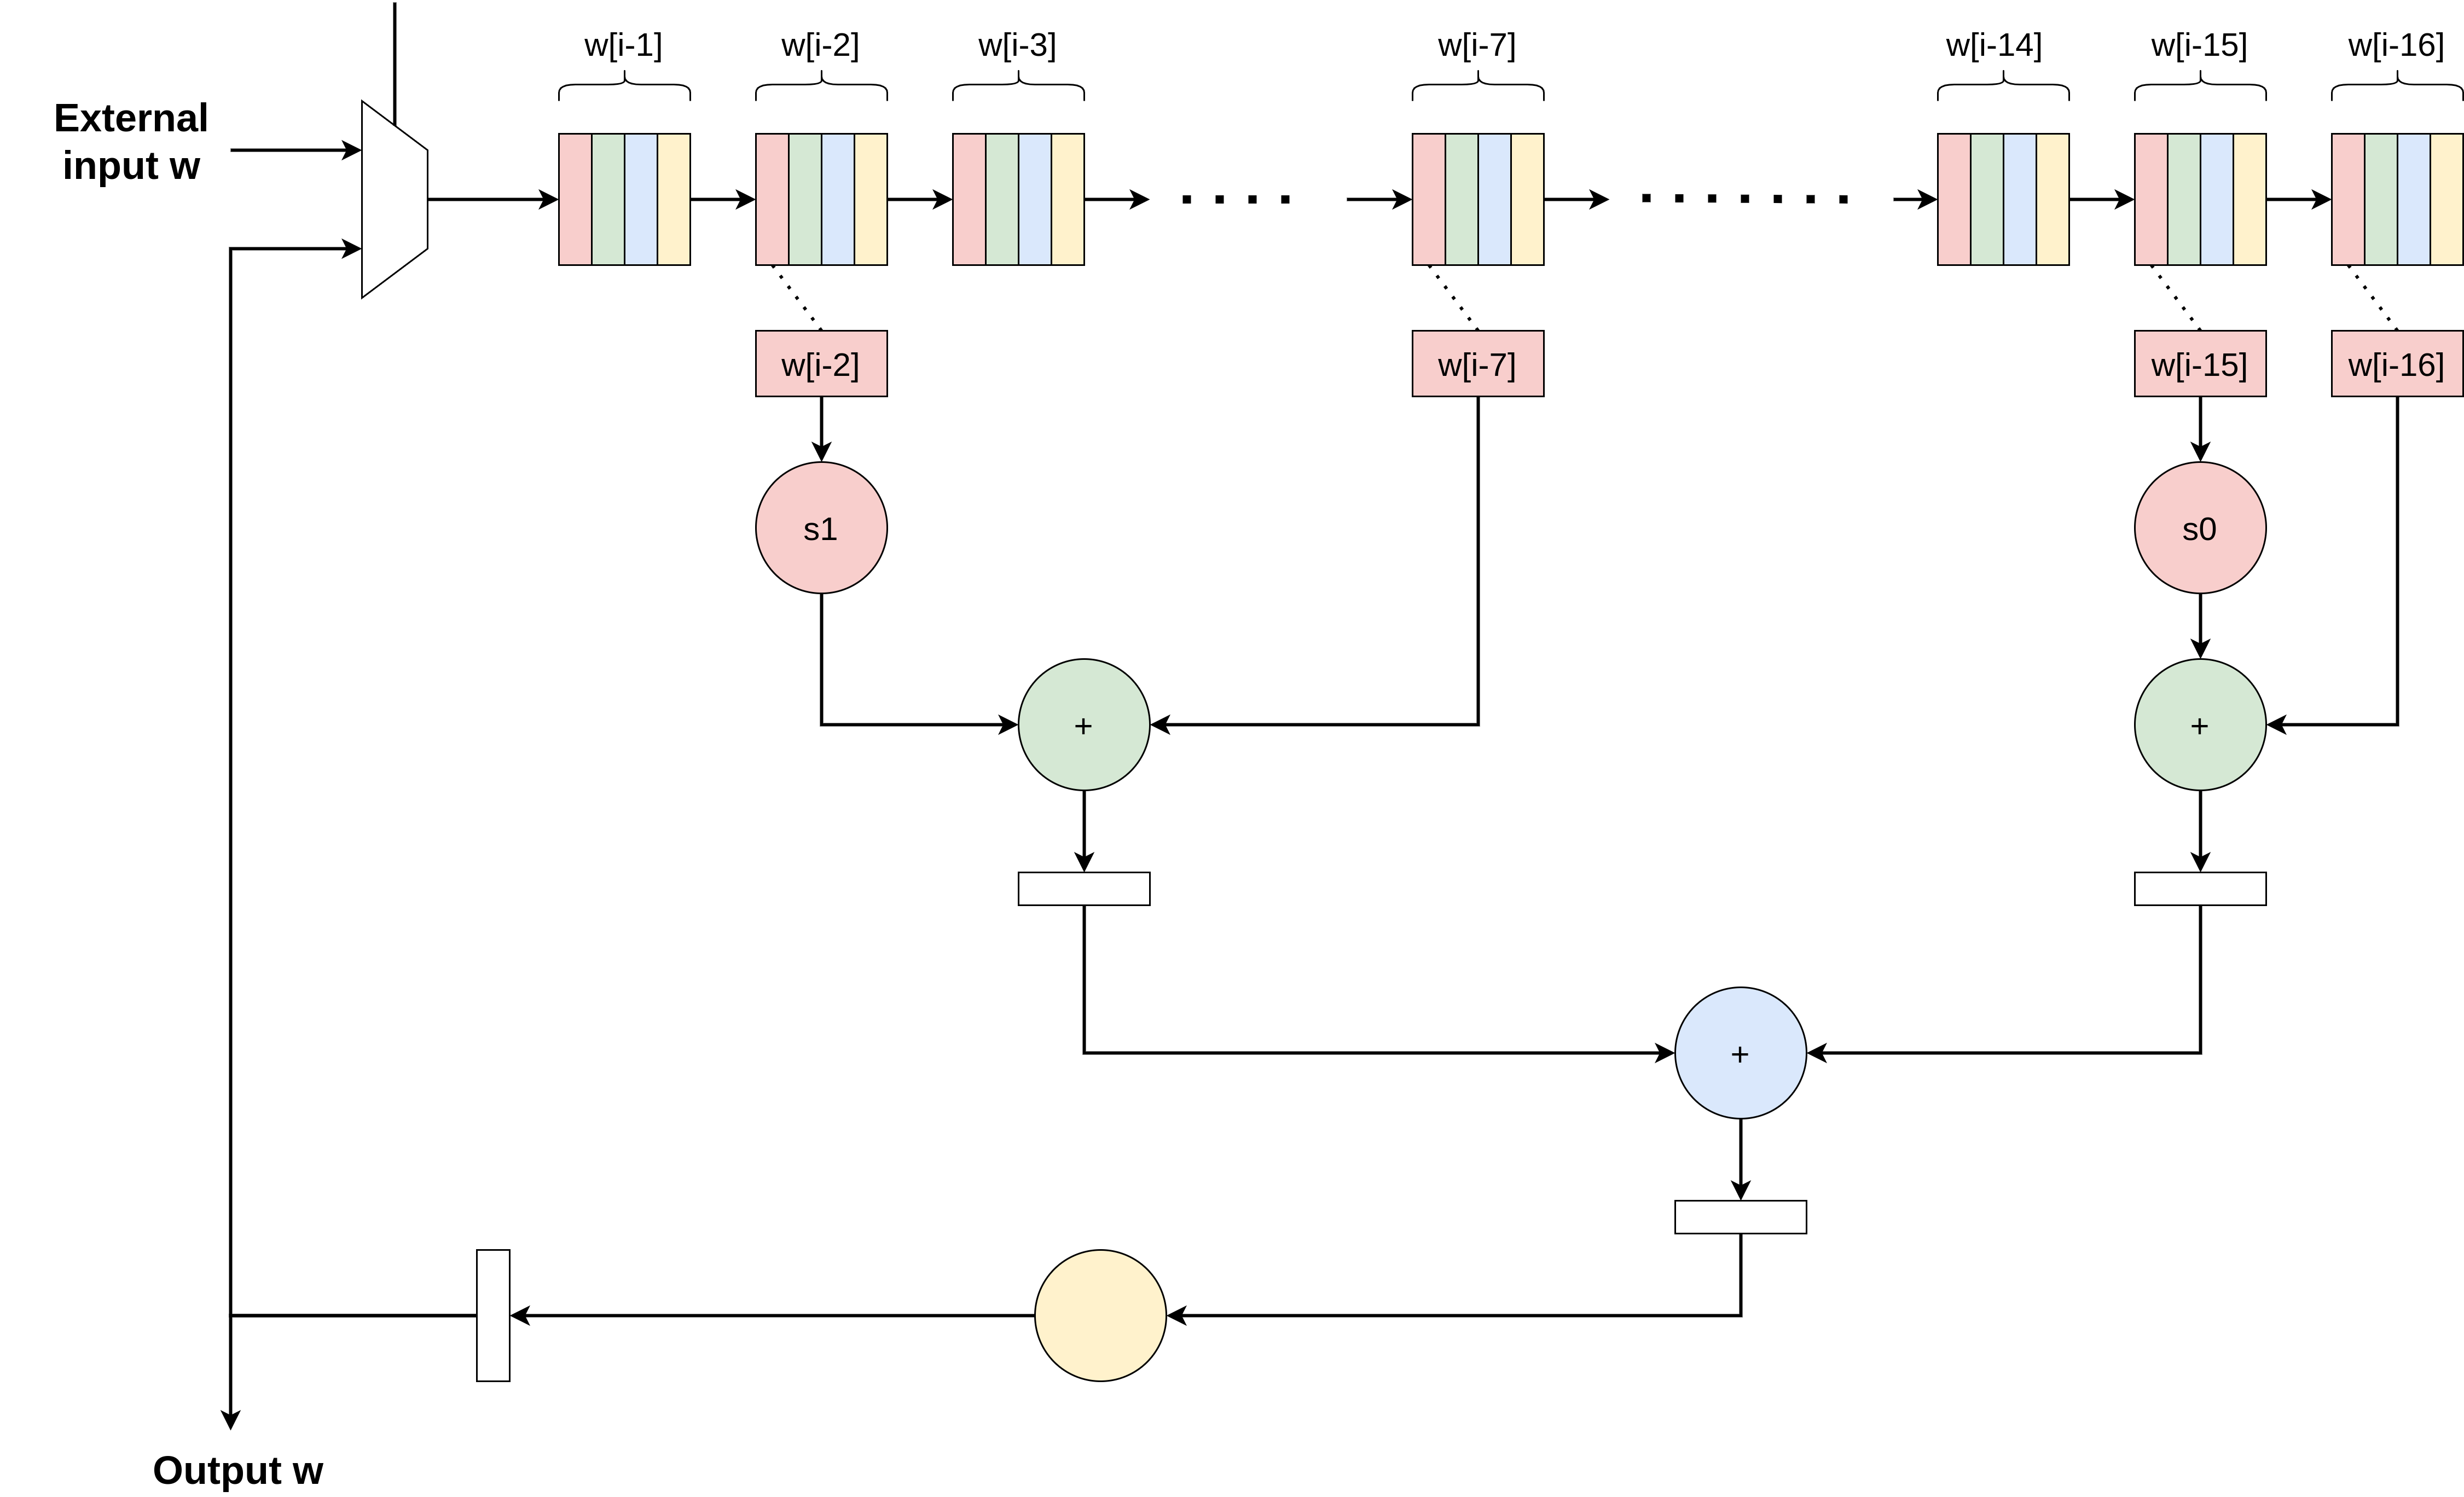 w[i-1]
w[i-2]
w[i-3]
w[i-7]
w[i-14]
w[i-15]
w[i-16]
External
input w
w[i-2]
w[i-7]
w[i-15]
w[i-16]
s1
s0
+
+
+
Output w